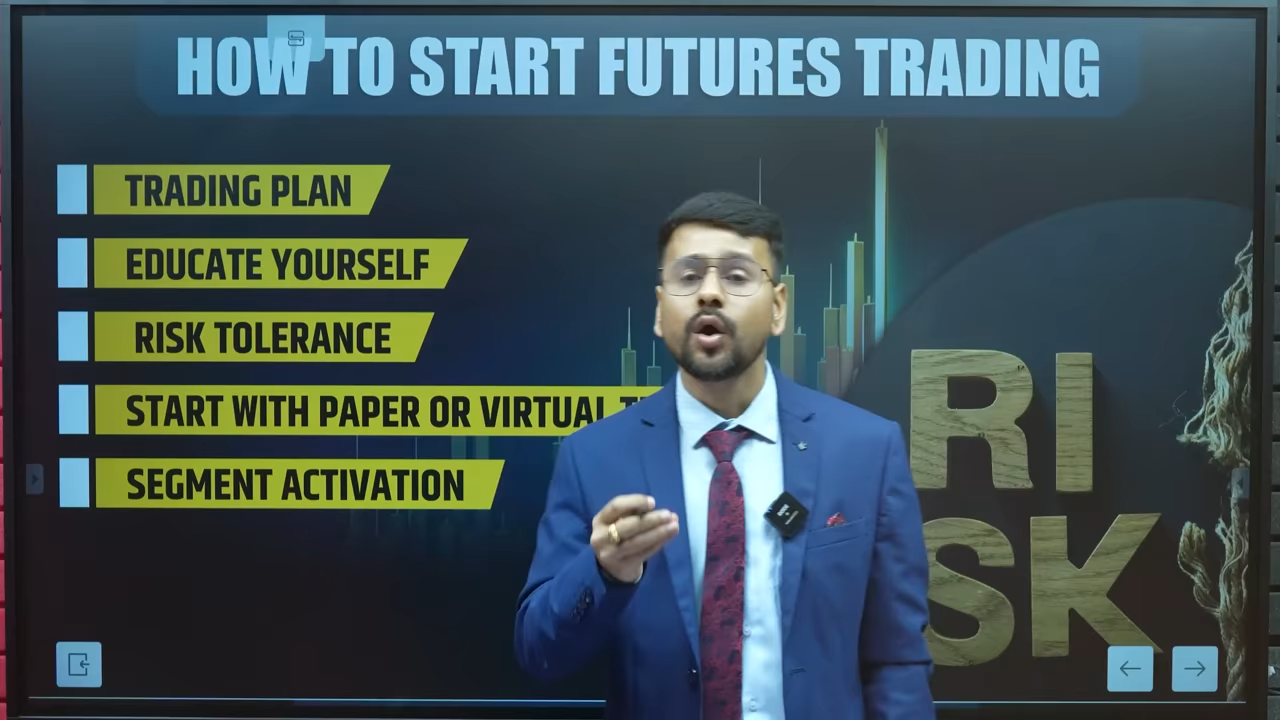 HOW TO START FUTURES TRADING
TRADING PLAN
EDUCATE YOURSELF
RISK TOLERANCE
START WITH PAPER OR VIRTUAL
SEGMENT ACTIVATION
RI
SK